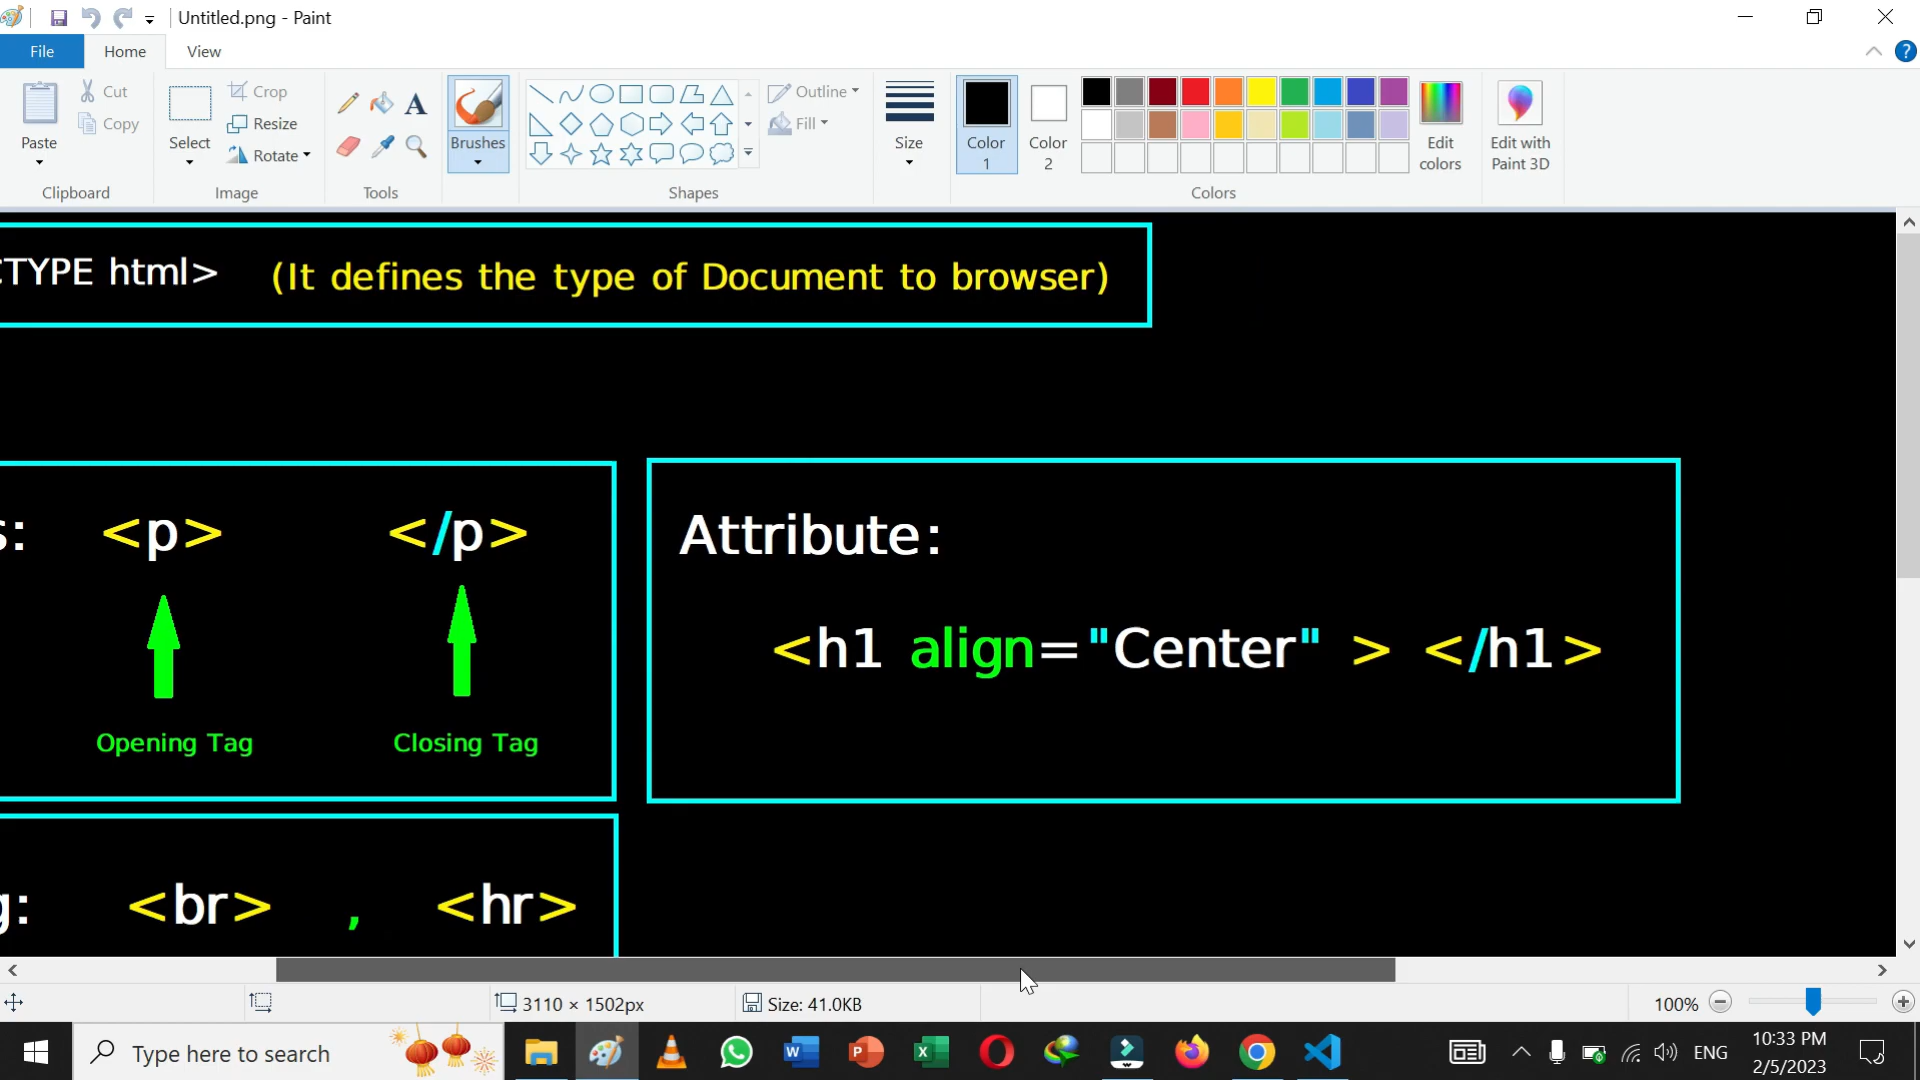 Untitled.png - Paint
File
Home
View
Paste
Cut
Copy
Clipboard
Select
Crop
Resize
Rotate
Image
Tools
Brushes
Shapes
Outline
Fill
Size
Color 1
Color 2
Colors
Edit colors
Edit with Paint 3D
CTYPE html> (It defines the type of Document to browser)
s: <p> </p>
Opening Tag Closing Tag
Attribute:
<h1 align="Center" > </h1>
g: <br> , <hr>
3110 × 1502px
Size: 41.0KB
100%
Type here to search
ENG
10:33 PM
2/5/2023